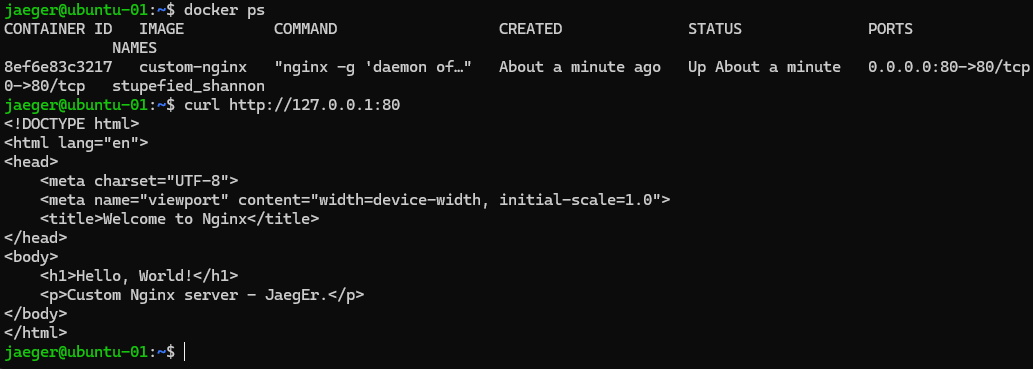 jaeger@ubuntu-01:~$ docker ps
CONTAINER ID   IMAGE          COMMAND                  CREATED              STATUS              PORTS
            NAMES
8ef6e83c3217   custom-nginx   "nginx -g 'daemon of…"   About a minute ago   Up About a minute   0.0.0.0:80->80/tcp
0->80/tcp   stupefied_shannon
jaeger@ubuntu-01:~$ curl http://127.0.0.1:80
<!DOCTYPE html>
<html lang="en">
<head>
    <meta charset="UTF-8">
    <meta name="viewport" content="width=device-width, initial-scale=1.0">
    <title>Welcome to Nginx</title>
</head>
<body>
    <h1>Hello, World!</h1>
    <p>Custom Nginx server - JaegEr.</p>
</body>
</html>
jaeger@ubuntu-01:~$